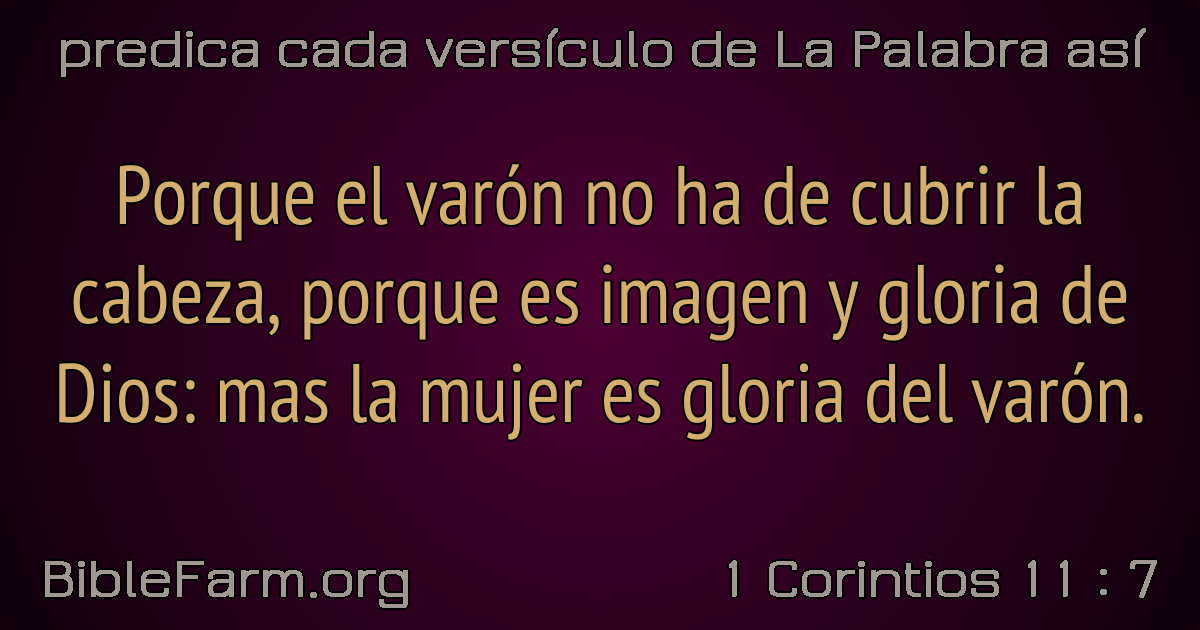 predica cada versículo de La Palabra así
Porque el varón no ha de cubrir la
cabeza, porque es imagen y gloria de
Dios: mas la mujer es gloria del varón.
BibleFarm.org
1 Corintios 11 : 7